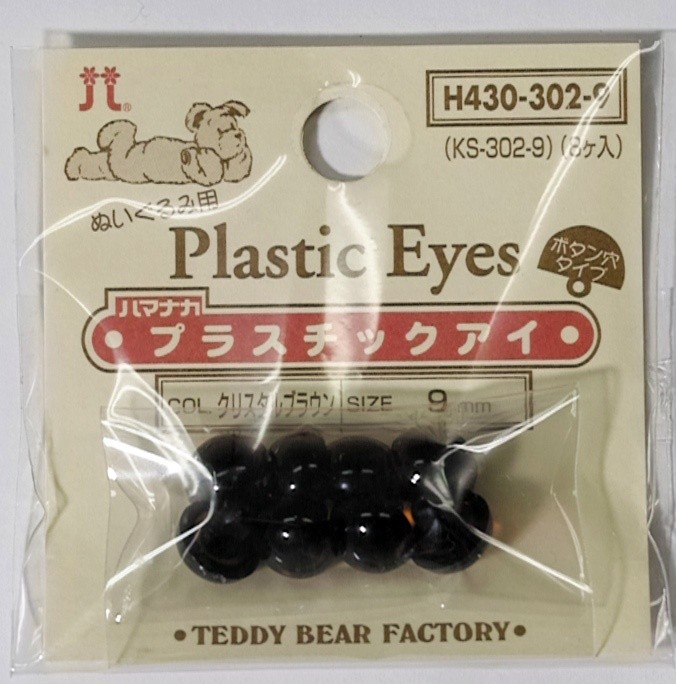 H430-302-9
(KS-302-9)(8ヶ入)
ぬいぐるみ用
Plastic Eyes
ボタン穴
タイプ
ハマナカ
プラスチックアイ
COL. クリスタルブラウン SIZE 9mm
•TEDDY BEAR FACTORY•